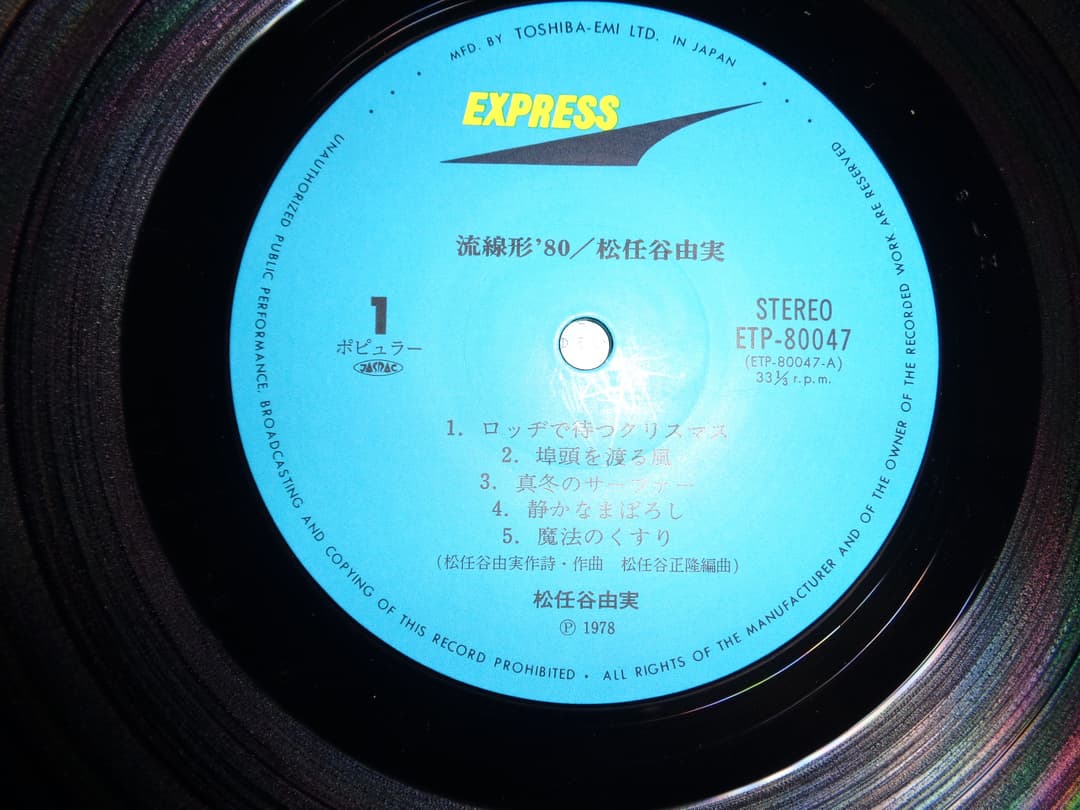 MFD. BY TOSHIBA-EMI LTD. IN JAPAN
EXPRESS
流線形'80／松任谷由実
1
ポピュラー
JASRAC
STEREO
ETP-80047
(ETP-80047-A)
33⅓ r.p.m.
1. ロッヂで待つクリスマス
2. 埠頭を渡る風
3. 真冬のサーファー
4. 静かなまぼろし
5. 魔法のくすり
(松任谷由実作詩・作曲 松任谷正隆編曲)
松任谷由実
Ⓟ 1978
UNAUTHORIZED PUBLIC PERFORMANCE, BROADCASTING AND COPYING OF THIS RECORD PROHIBITED • ALL RIGHTS OF THE MANUFACTURER AND OF THE OWNER OF THE RECORDED WORK ARE RESERVED